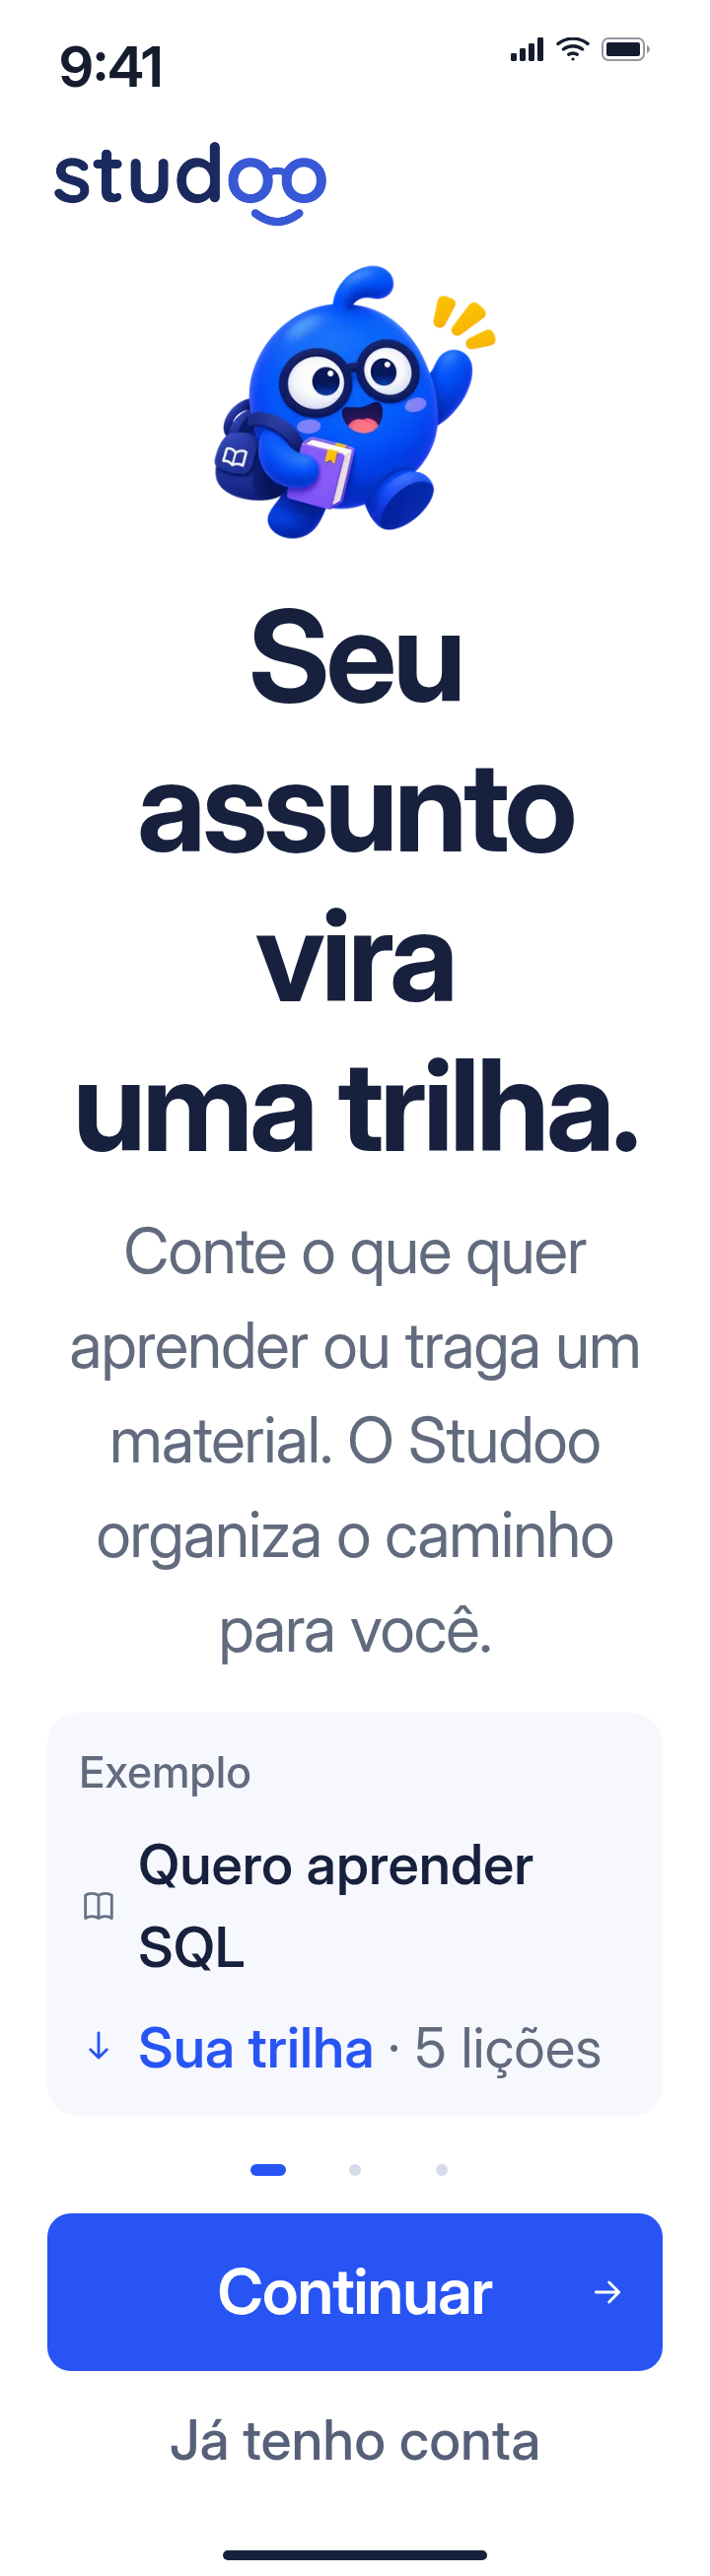 9:41
studoo
Seu
assunto
vira
uma trilha.
Conte o que quer
aprender ou traga um
material. O Studoo
organiza o caminho
para você.
Exemplo
Quero aprender
SQL
Sua trilha · 5 lições
Continuar
Já tenho conta